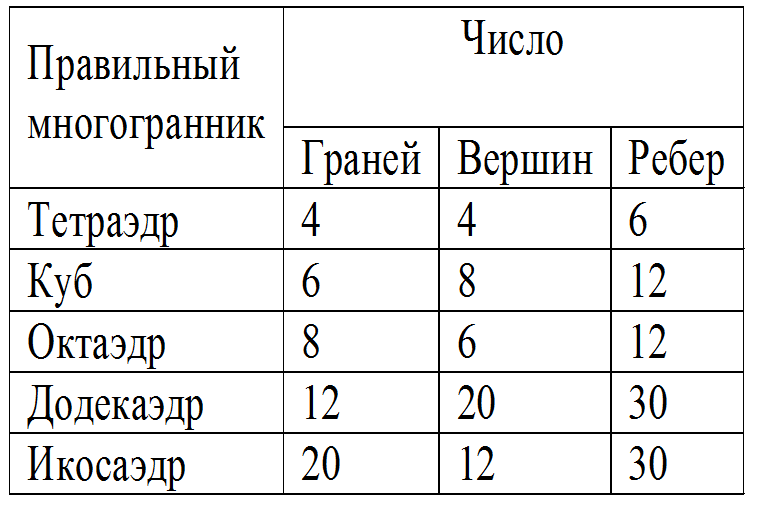 Правильный
многогранник
Число
Граней Вершин Ребер
Тетраэдр 4 4 6
Куб 6 8 12
Октаэдр 8 6 12
Додекаэдр 12 20 30
Икосаэдр 20 12 30